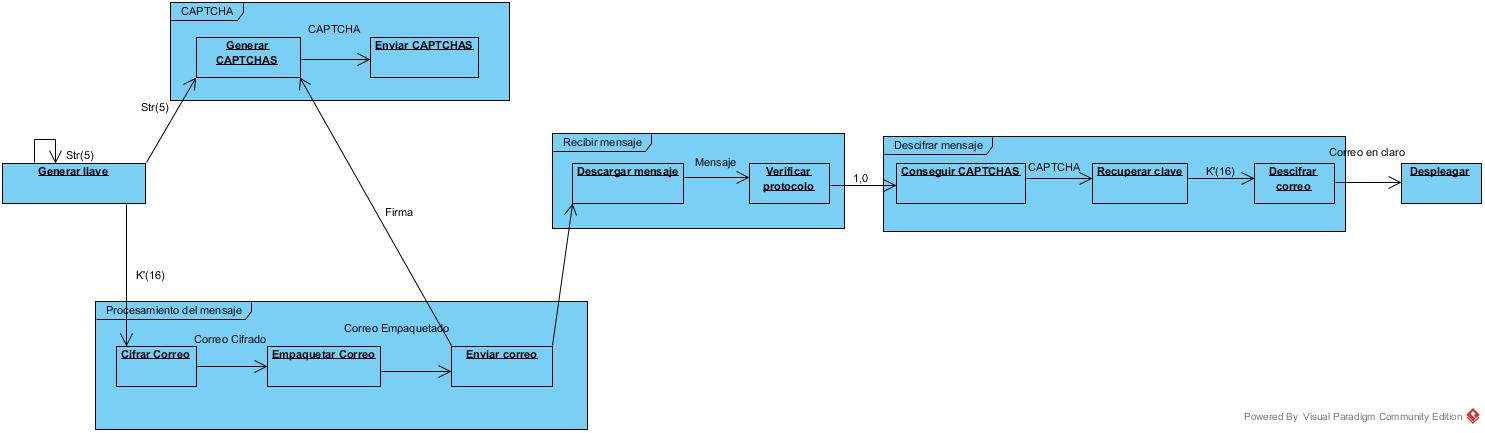 CAPTCHA
CAPTCHA
Generar
CAPTCHAS
Enviar CAPTCHAS
Str(5)
Str(5)
Generar llave
Firma
K'(16)
Recibir mensaje
Descargar mensaje
Mensaje
Verificar
protocolo
1,0
Descifrar mensaje
Conseguir CAPTCHAS
CAPTCHA
Recuperar clave
K'(16)
Descifrar
correo
Correo en claro
Despleagar
Procesamiento del mensaje
Cifrar Correo
Correo Cifrado
Empaquetar Correo
Correo Empaquetado
Enviar correo
Powered By Visual Paradigm Community Edition